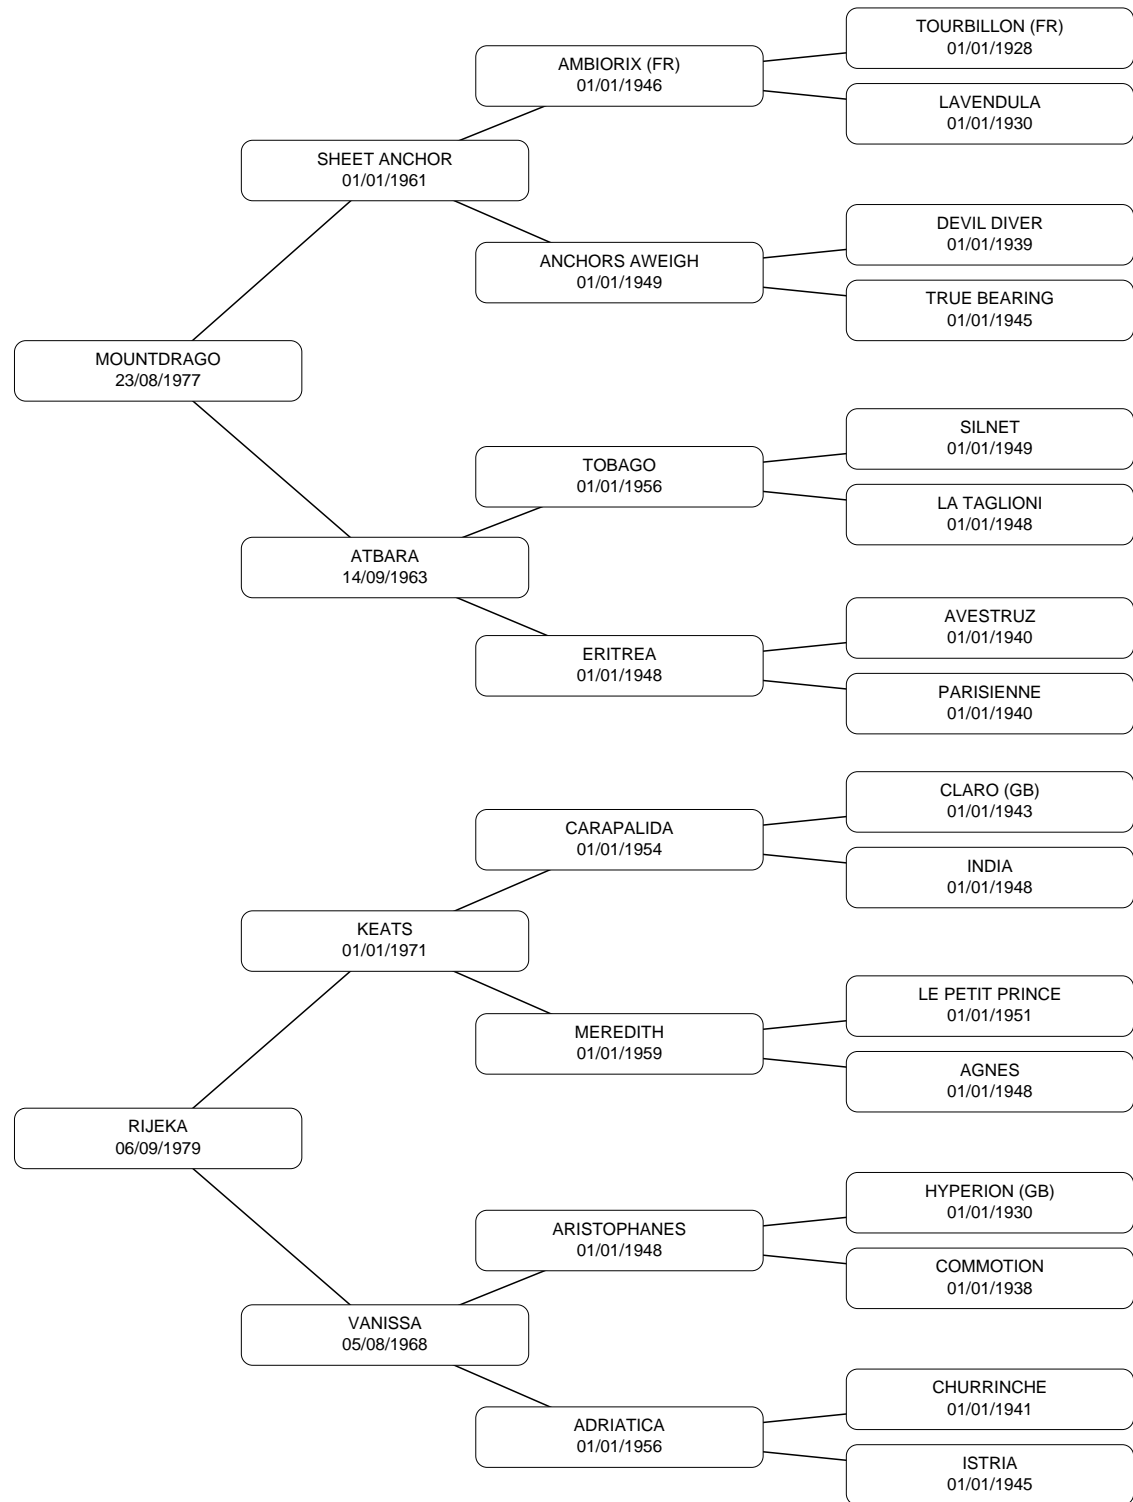 TOURBILLON (FR)
01/01/1928
AMBIORIX (FR)
01/01/1946
LAVENDULA
01/01/1930
SHEET ANCHOR
01/01/1961
DEVIL DIVER
01/01/1939
ANCHORS AWEIGH
01/01/1949
TRUE BEARING
01/01/1945
MOUNTDRAGO
23/08/1977
SILNET
01/01/1949
TOBAGO
01/01/1956
LA TAGLIONI
01/01/1948
ATBARA
14/09/1963
AVESTRUZ
01/01/1940
ERITREA
01/01/1948
PARISIENNE
01/01/1940
CLARO (GB)
01/01/1943
CARAPALIDA
01/01/1954
INDIA
01/01/1948
KEATS
01/01/1971
LE PETIT PRINCE
01/01/1951
MEREDITH
01/01/1959
AGNES
01/01/1948
RIJEKA
06/09/1979
HYPERION (GB)
01/01/1930
ARISTOPHANES
01/01/1948
COMMOTION
01/01/1938
VANISSA
05/08/1968
CHURRINCHE
01/01/1941
ADRIATICA
01/01/1956
ISTRIA
01/01/1945